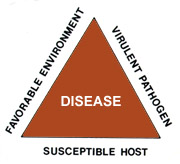 FAVORABLE ENVIRONMENT
VIRULENT PATHOGEN
DISEASE
SUSCEPTIBLE HOST